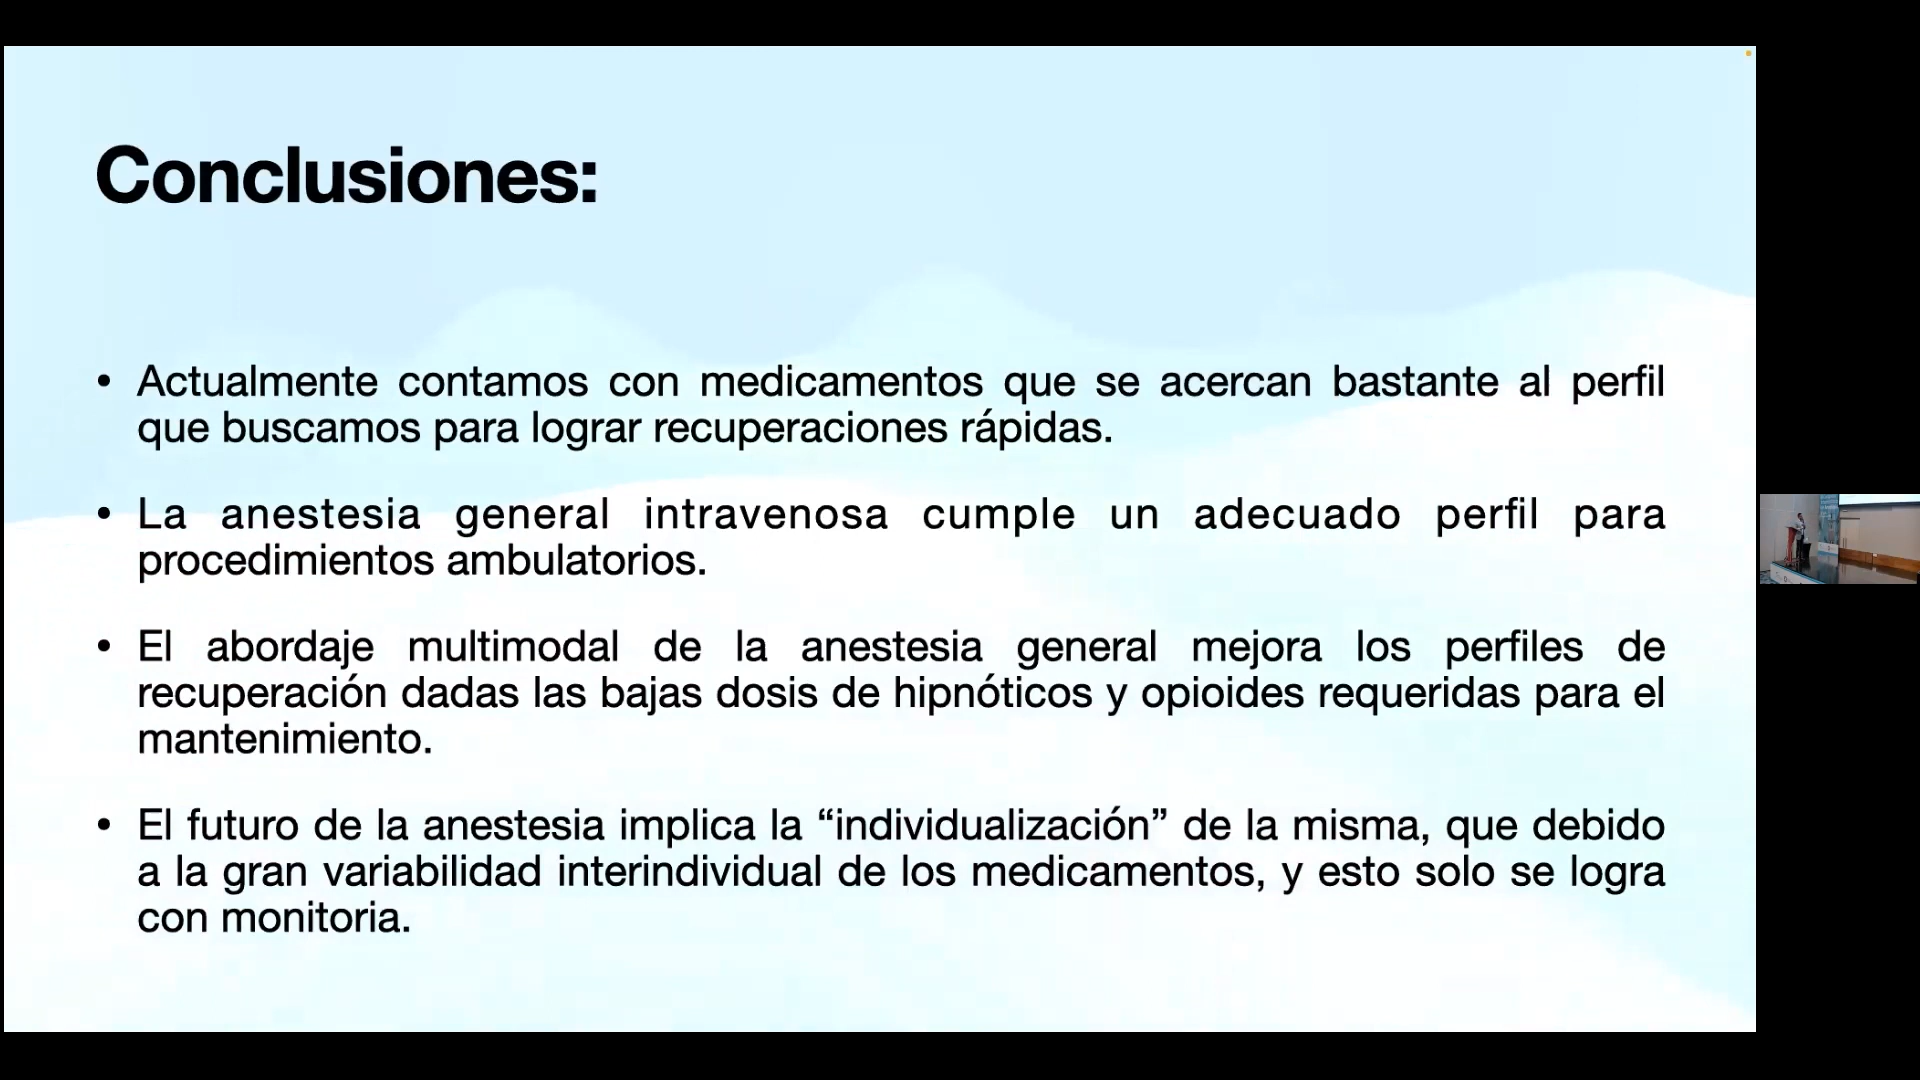 Conclusiones:
• Actualmente contamos con medicamentos que se acercan bastante al perfil
que buscamos para lograr recuperaciones rápidas.
• La anestesia general intravenosa cumple un adecuado perfil para
procedimientos ambulatorios.
• El abordaje multimodal de la anestesia general mejora los perfiles de
recuperación dadas las bajas dosis de hipnóticos y opioides requeridas para el
mantenimiento.
• El futuro de la anestesia implica la “individualización” de la misma, que debido
a la gran variabilidad interindividual de los medicamentos, y esto solo se logra
con monitoria.